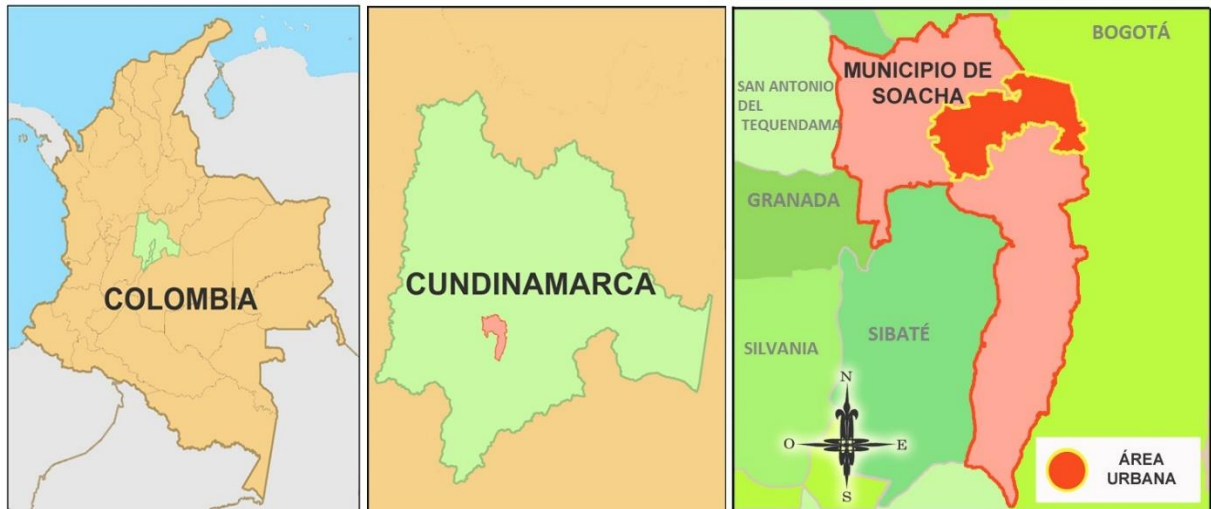 COLOMBIA
CUNDINAMARCA
BOGOTÁ
MUNICIPIO DE
SOACHA
SAN ANTONIO
DEL
TEQUENDAMA
GRANADA
SILVANIA
SIBATÉ
N
O
E
S
ÁREA
URBANA